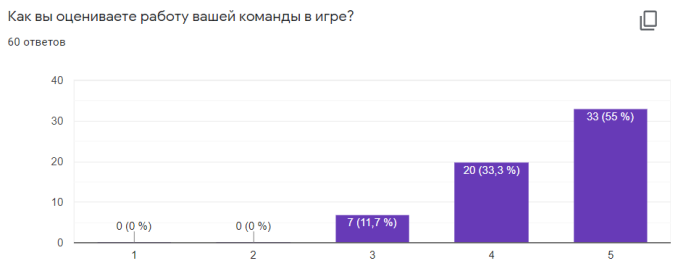 Как вы оцениваете работу вашей команды в игре?
60 ответов
40
30
20
10
0
0 (0 %)
0 (0 %)
7 (11,7 %)
20 (33,3 %)
33 (55 %)
1
2
3
4
5